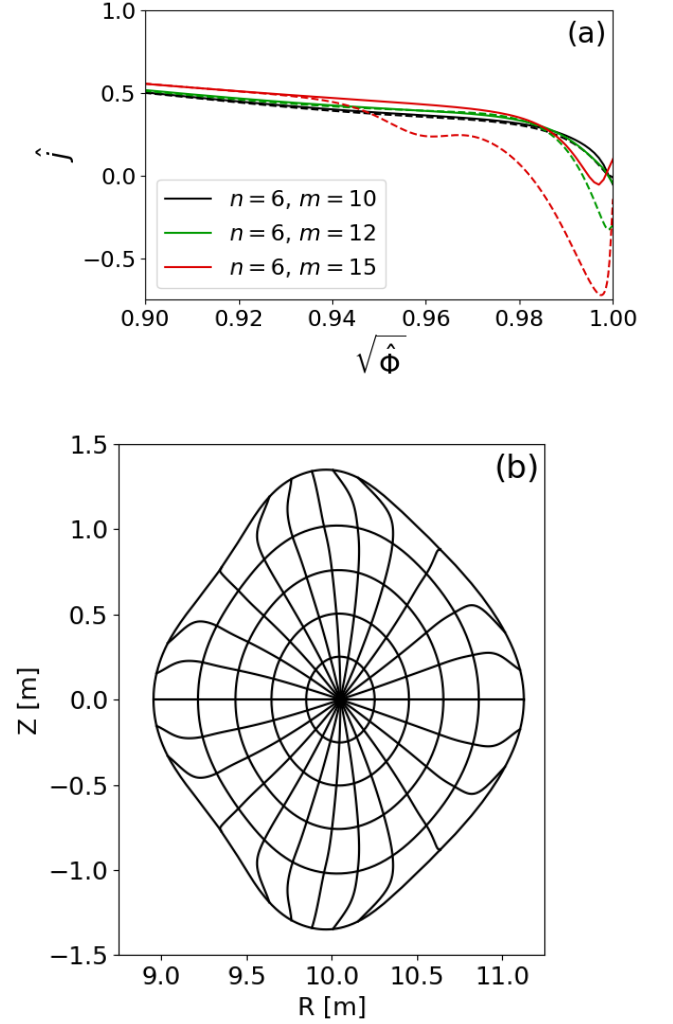 (a)
1.0
0.5
0.0
−0.5
ĵ
n = 6, m = 10
n = 6, m = 12
n = 6, m = 15
0.90 0.92 0.94 0.96 0.98 1.00
√Φ̂
(b)
1.5
1.0
0.5
0.0
−0.5
−1.0
−1.5
Z [m]
9.0 9.5 10.0 10.5 11.0
R [m]